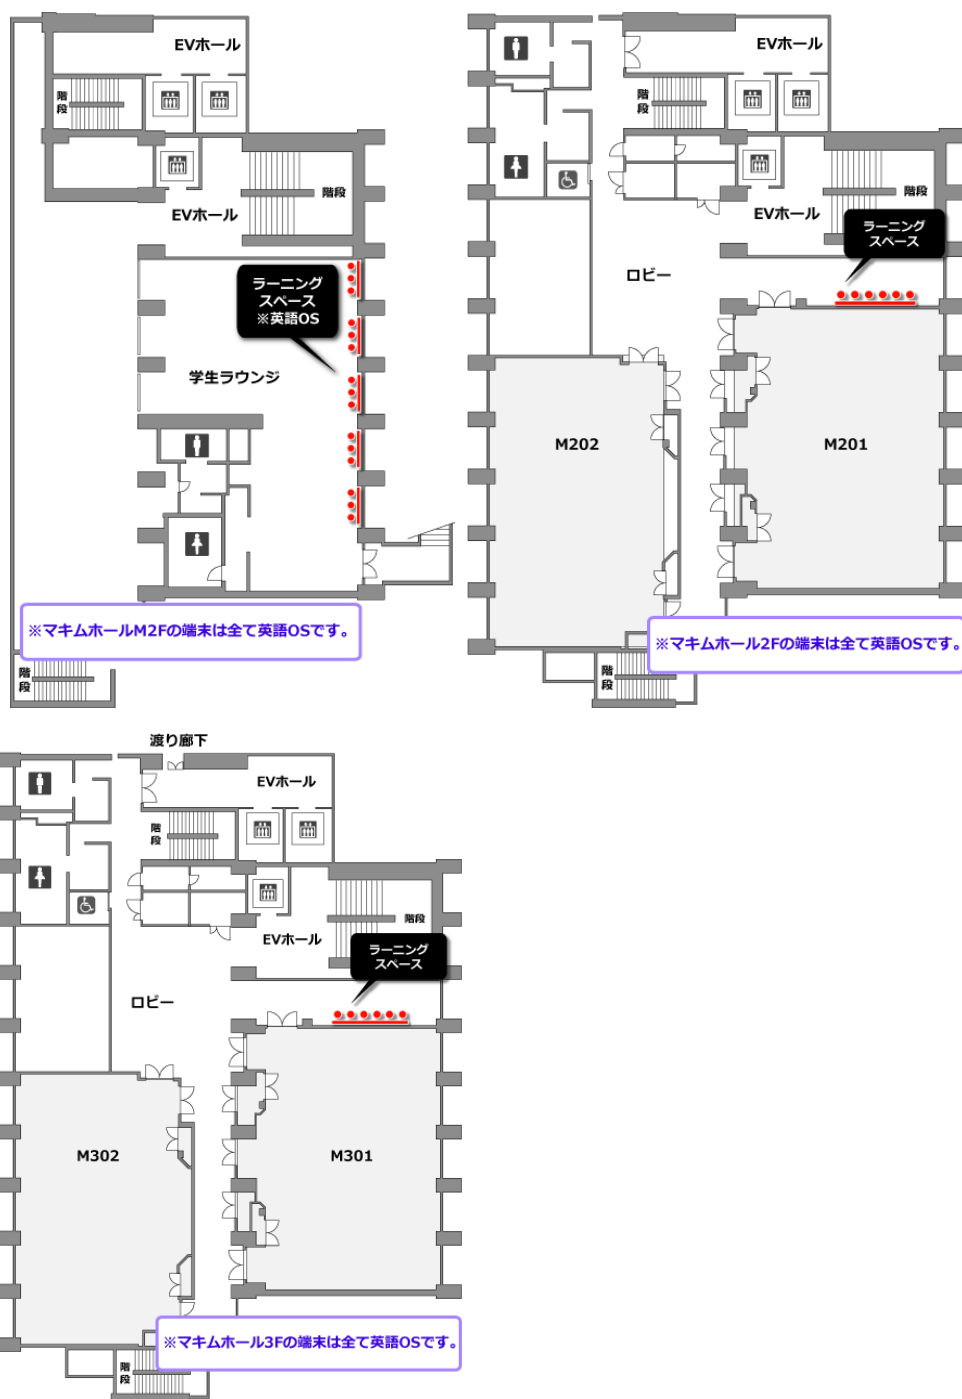 EVホール
階
段
階段
EVホール
ラーニング
スペース
※英語OS
学生ラウンジ
※マキムホールM2Fの端末は全て英語OSです。
階
段
EVホール
階
段
階段
EVホール
ラーニング
スペース
ロビー
M202
M201
※マキムホール2Fの端末は全て英語OSです。
階
段
渡り廊下
EVホール
階
段
階段
EVホール
ラーニング
スペース
ロビー
M302
M301
※マキムホール3Fの端末は全て英語OSです。
階
段